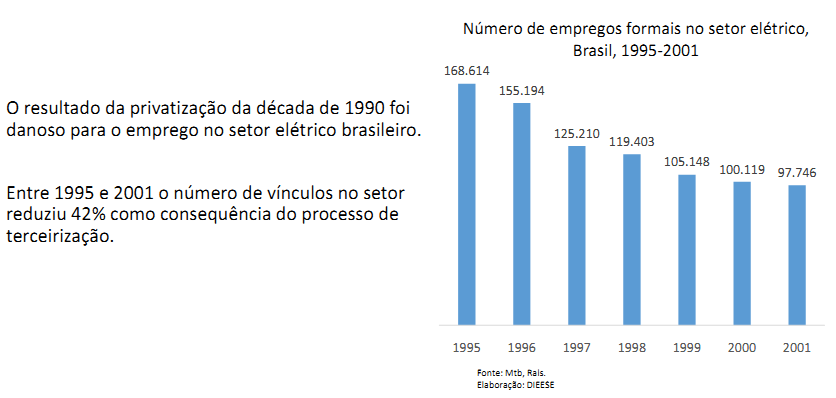 O resultado da privatização da década de 1990 foi
danoso para o emprego no setor elétrico brasileiro.
Entre 1995 e 2001 o número de vínculos no setor
reduziu 42% como consequência do processo de
terceirização.
Número de empregos formais no setor elétrico,
Brasil, 1995-2001
168.614
155.194
125.210
119.403
105.148
100.119
97.746
1995 1996 1997 1998 1999 2000 2001
Fonte: Mtb, Rais.
Elaboração: DIEESE